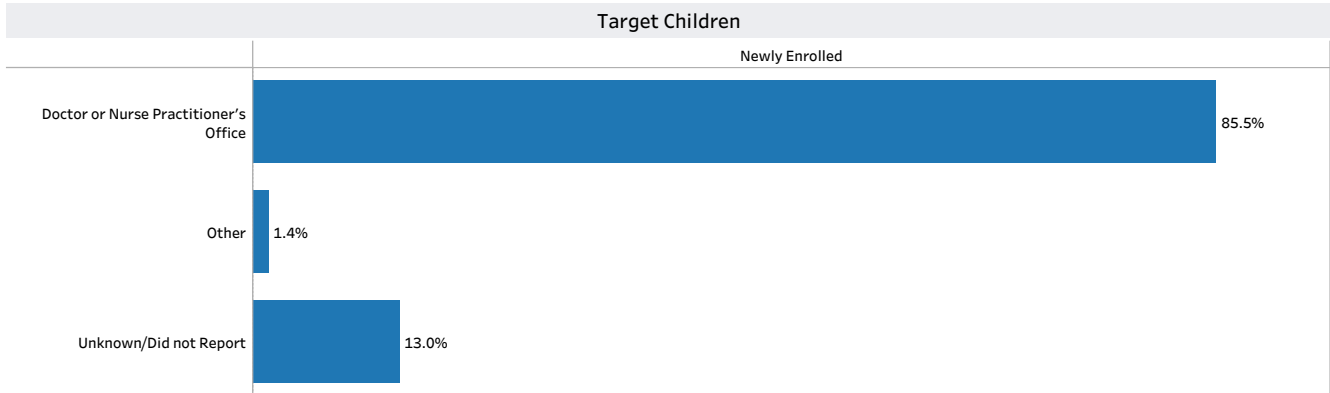 Target Children
Newly Enrolled
Doctor or Nurse Practitioner's
Office
85.5%
Other
1.4%
Unknown/Did not Report
13.0%